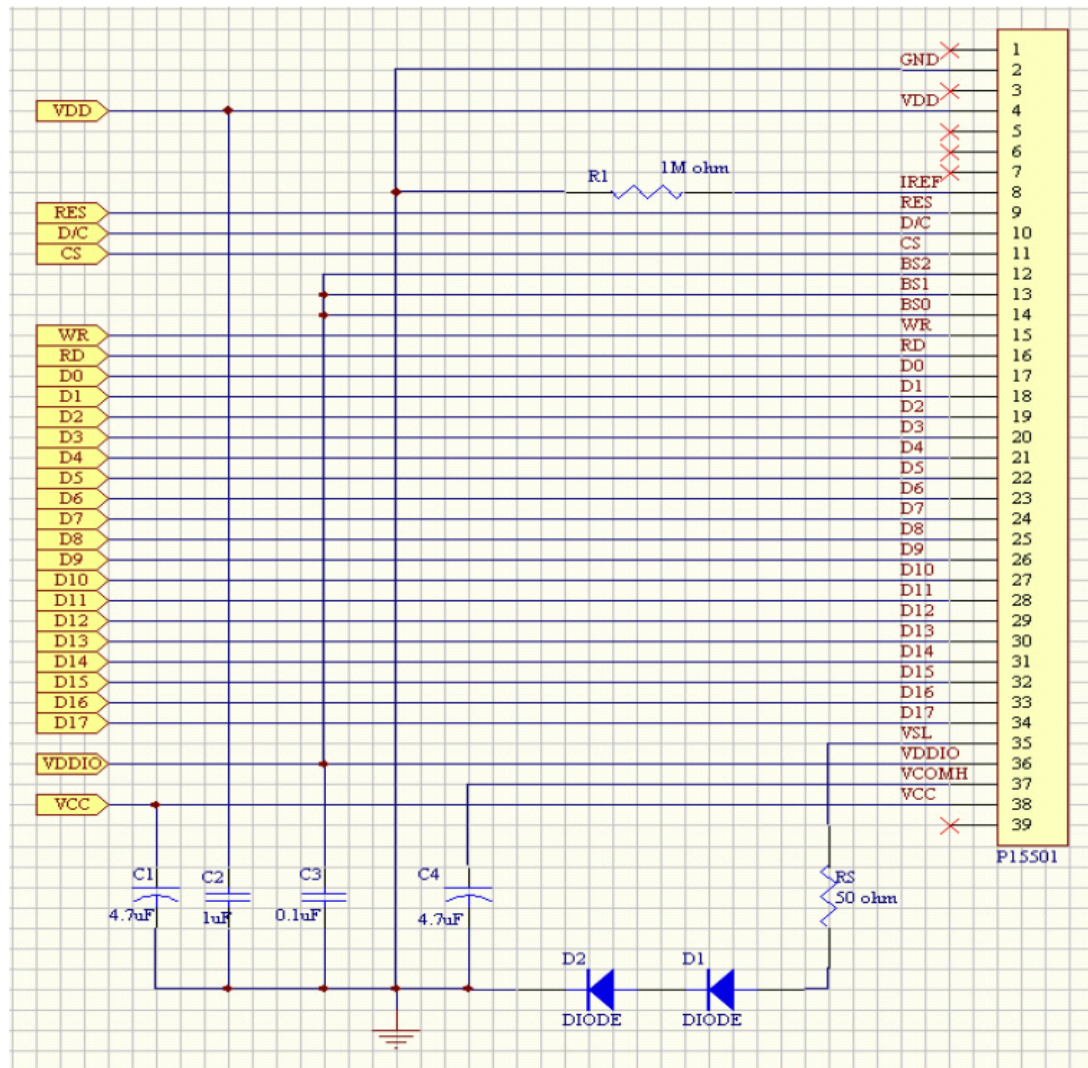 1
GND
2
3
VDD VDD
4
5
6
R1 1M ohm
7
IREF
8
RES RES
9
D/C D/C
10
CS CS
11
BS2
12
BS1
13
BS0
14
WR WR
15
RD RD
16
D0 D0
17
D1 D1
18
D2 D2
19
D3 D3
20
D4 D4
21
D5 D5
22
D6 D6
23
D7 D7
24
D8 D8
25
D9 D9
26
D10 D10
27
D11 D11
28
D12 D12
29
D13 D13
30
D14 D14
31
D15 D15
32
D16 D16
33
D17 D17
34
VSL
35
VDDIO VDDIO
36
VCOMH
37
VCC VCC
38
39
P15501
C1 C2 C3 C4 RS
4.7uF 1uF 0.1uF 4.7uF 50 ohm
D2 D1
DIODE DIODE